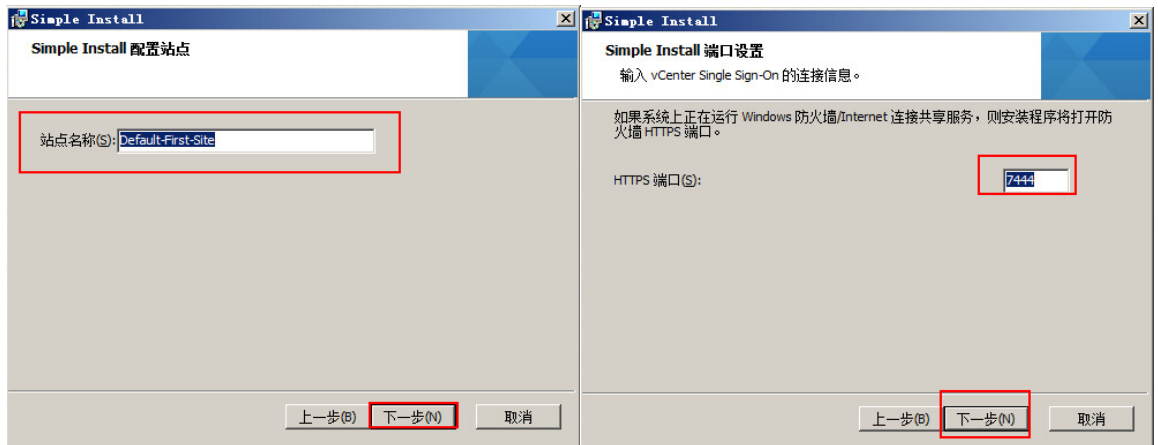 Simple Install
Simple Install 配置站点
站点名称(S): Default-First-Site
上一步(B) 下一步(N) 取消
Simple Install
Simple Install 端口设置
输入 vCenter Single Sign-On 的连接信息。
如果系统上正在运行 Windows 防火墙/Internet 连接共享服务，则安装程序将打开防
火墙 HTTPS 端口。
HTTPS 端口(S): 7444
上一步(B) 下一步(N) 取消